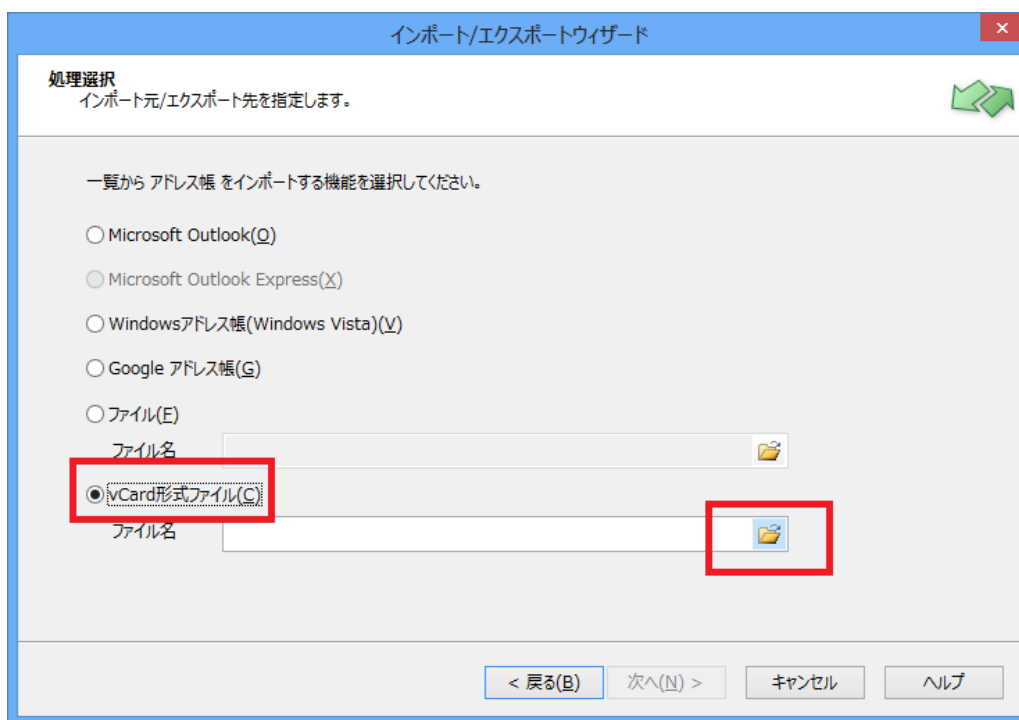 インポート/エクスポートウィザード
処理選択
インポート元/エクスポート先を指定します。
一覧から アドレス帳 をインポートする機能を選択してください。
Microsoft Outlook(O)
Microsoft Outlook Express(X)
Windowsアドレス帳(Windows Vista)(V)
Google アドレス帳(G)
ファイル(F)
ファイル名
vCard形式ファイル(C)
ファイル名
< 戻る(B) 次へ(N) > キャンセル ヘルプ